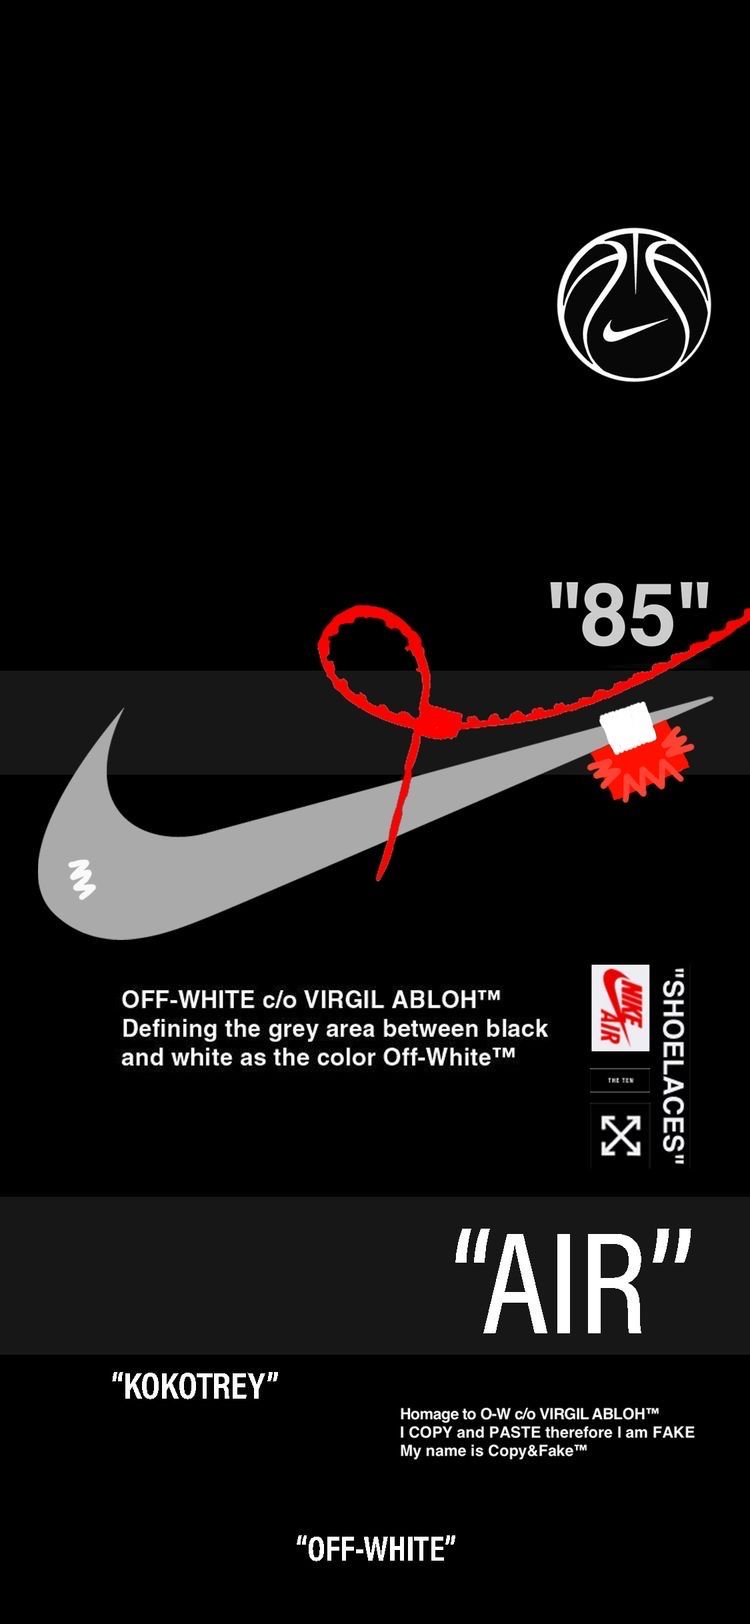 "85"
OFF-WHITE c/o VIRGIL ABLOH™
Defining the grey area between black
and white as the color Off-White™
NIKE
AIR
THE TEN
"SHOELACES"
“AIR”
“KOKOTREY”
Homage to O-W c/o VIRGIL ABLOH™
I COPY and PASTE therefore I am FAKE
My name is Copy&Fake™
“OFF-WHITE”